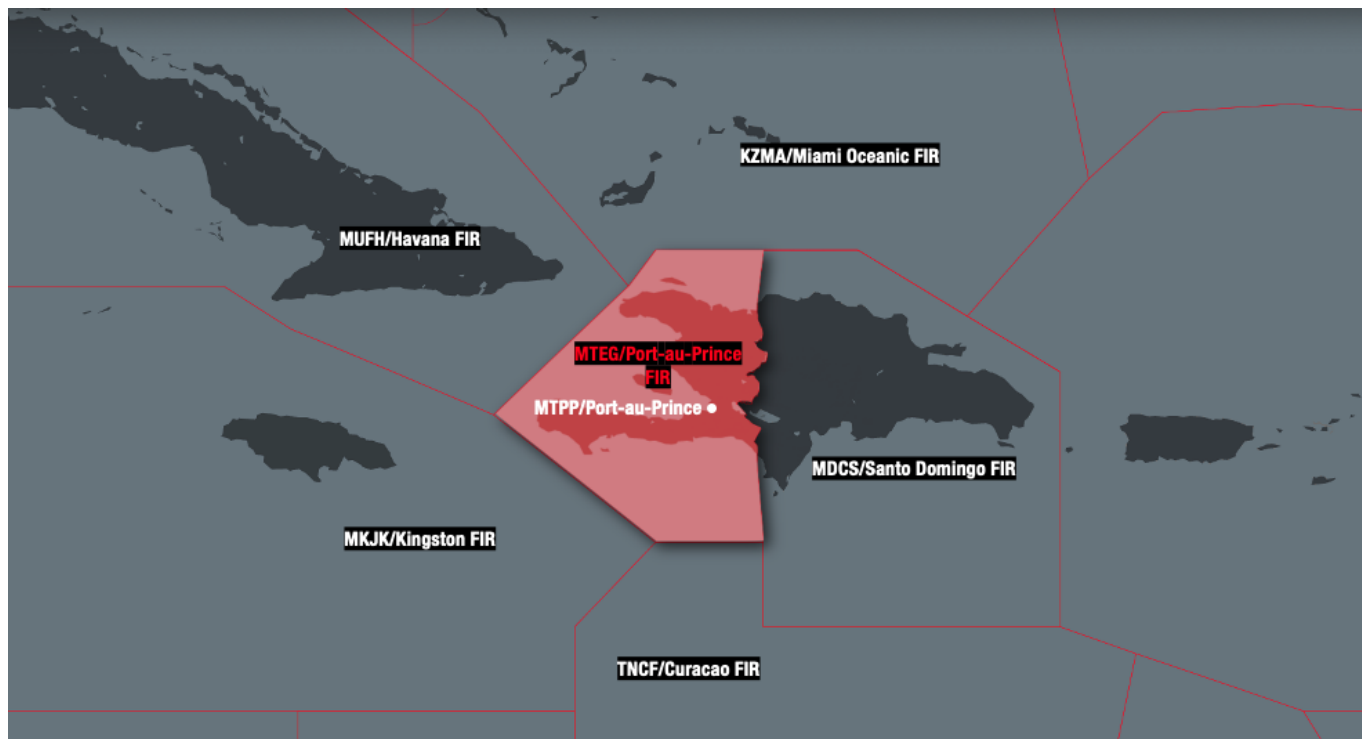 KZMA/Miami Oceanic FIR
MUFH/Havana FIR
MTEG/Port-au-Prince
FIR
MTPP/Port-au-Prince
MDCS/Santo Domingo FIR
MKJK/Kingston FIR
TNCF/Curacao FIR